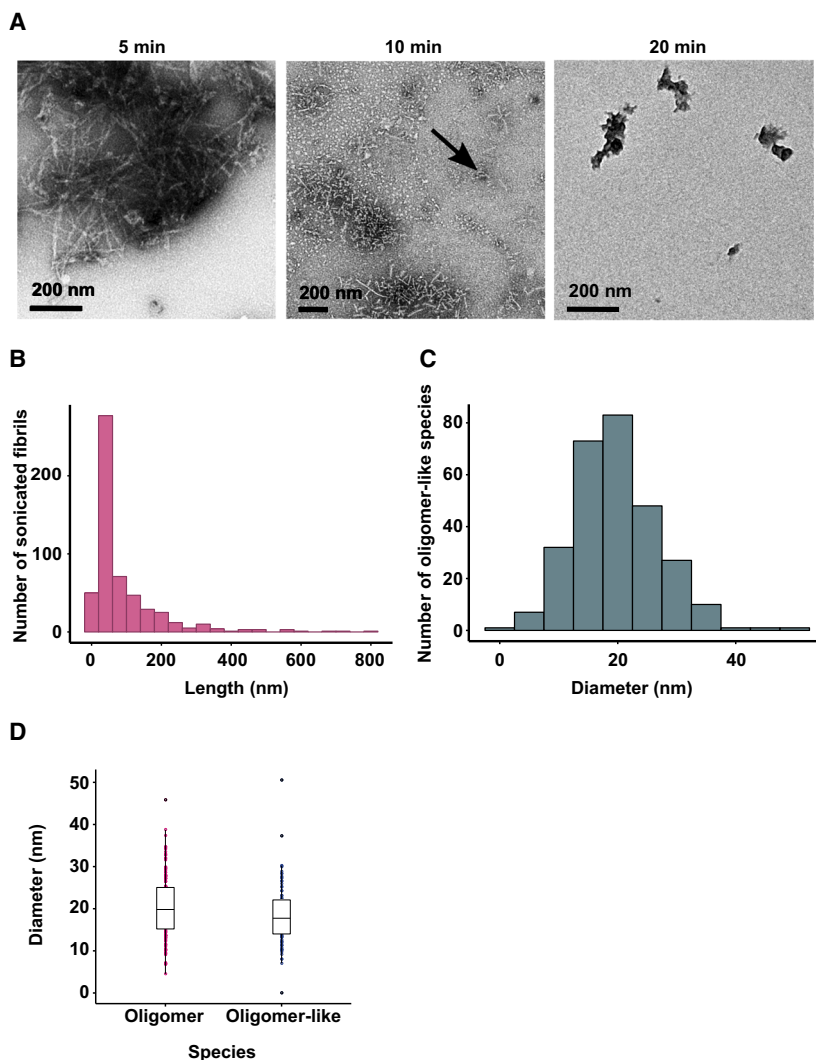 A
5 min 10 min 20 min
200 nm 200 nm 200 nm
B
Number of sonicated fibrils
200
100
0
0 200 400 600 800
Length (nm)
C
Number of oligomer-like species
80
60
40
20
0
0 20 40
Diameter (nm)
D
Diameter (nm)
50
40
30
20
10
0
Oligomer Oligomer-like
Species